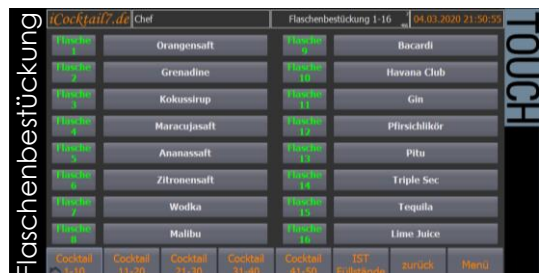 Flaschenbestückung
iCocktail7.de Chef Flaschenbestückung 1-16 04.03.2020 21:50:55
TOUCH
Flasche 1 Orangensaft
Flasche 2 Grenadine
Flasche 3 Kokussirup
Flasche 4 Maracujasaft
Flasche 5 Ananassaft
Flasche 6 Zitronensaft
Flasche 7 Wodka
Flasche 8 Malibu
Flasche 9 Bacardi
Flasche 10 Havana Club
Flasche 11 Gin
Flasche 12 Pfirsichlikör
Flasche 13 Pitu
Flasche 14 Triple Sec
Flasche 15 Tequila
Flasche 16 Lime Juice
Cocktail 1-10
Cocktail 11-20
Cocktail 21-30
Cocktail 31-40
Cocktail 41-50
IST Füllstände
zurück
Menü